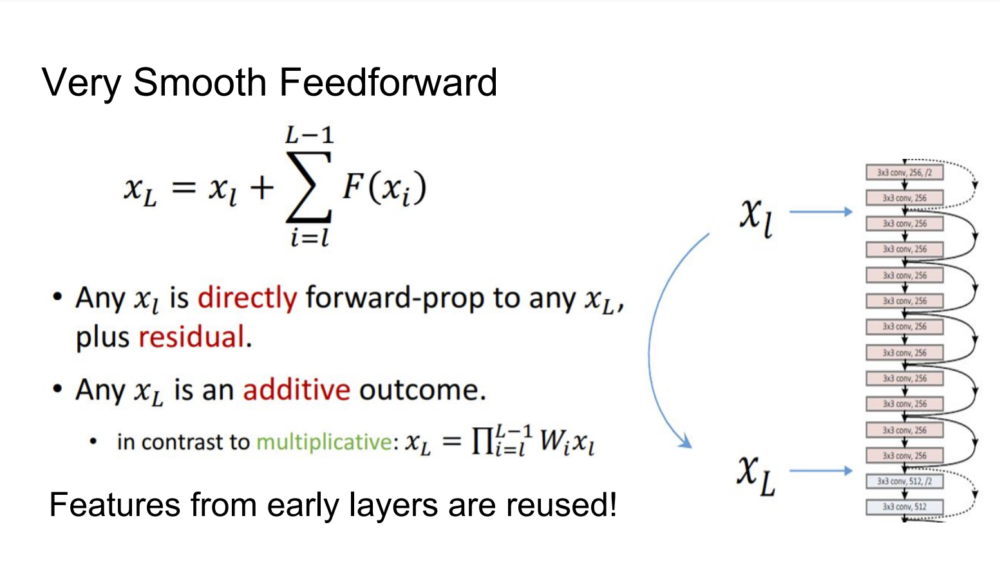 Very Smooth Feedforward
x_L = x_l + \sum_{i=l}^{L-1} F(x_i)
• Any x_l is directly forward-prop to any x_L,
plus residual.
• Any x_L is an additive outcome.
• in contrast to multiplicative: x_L = \prod_{i=l}^{L-1} W_i x_l
Features from early layers are reused!
x_l
x_L
3x3 conv, 256, /2
3x3 conv, 256
3x3 conv, 256
3x3 conv, 256
3x3 conv, 256
3x3 conv, 256
3x3 conv, 256
3x3 conv, 256
3x3 conv, 256
3x3 conv, 256
3x3 conv, 256
3x3 conv, 256
3x3 conv, 512, /2
3x3 conv, 512